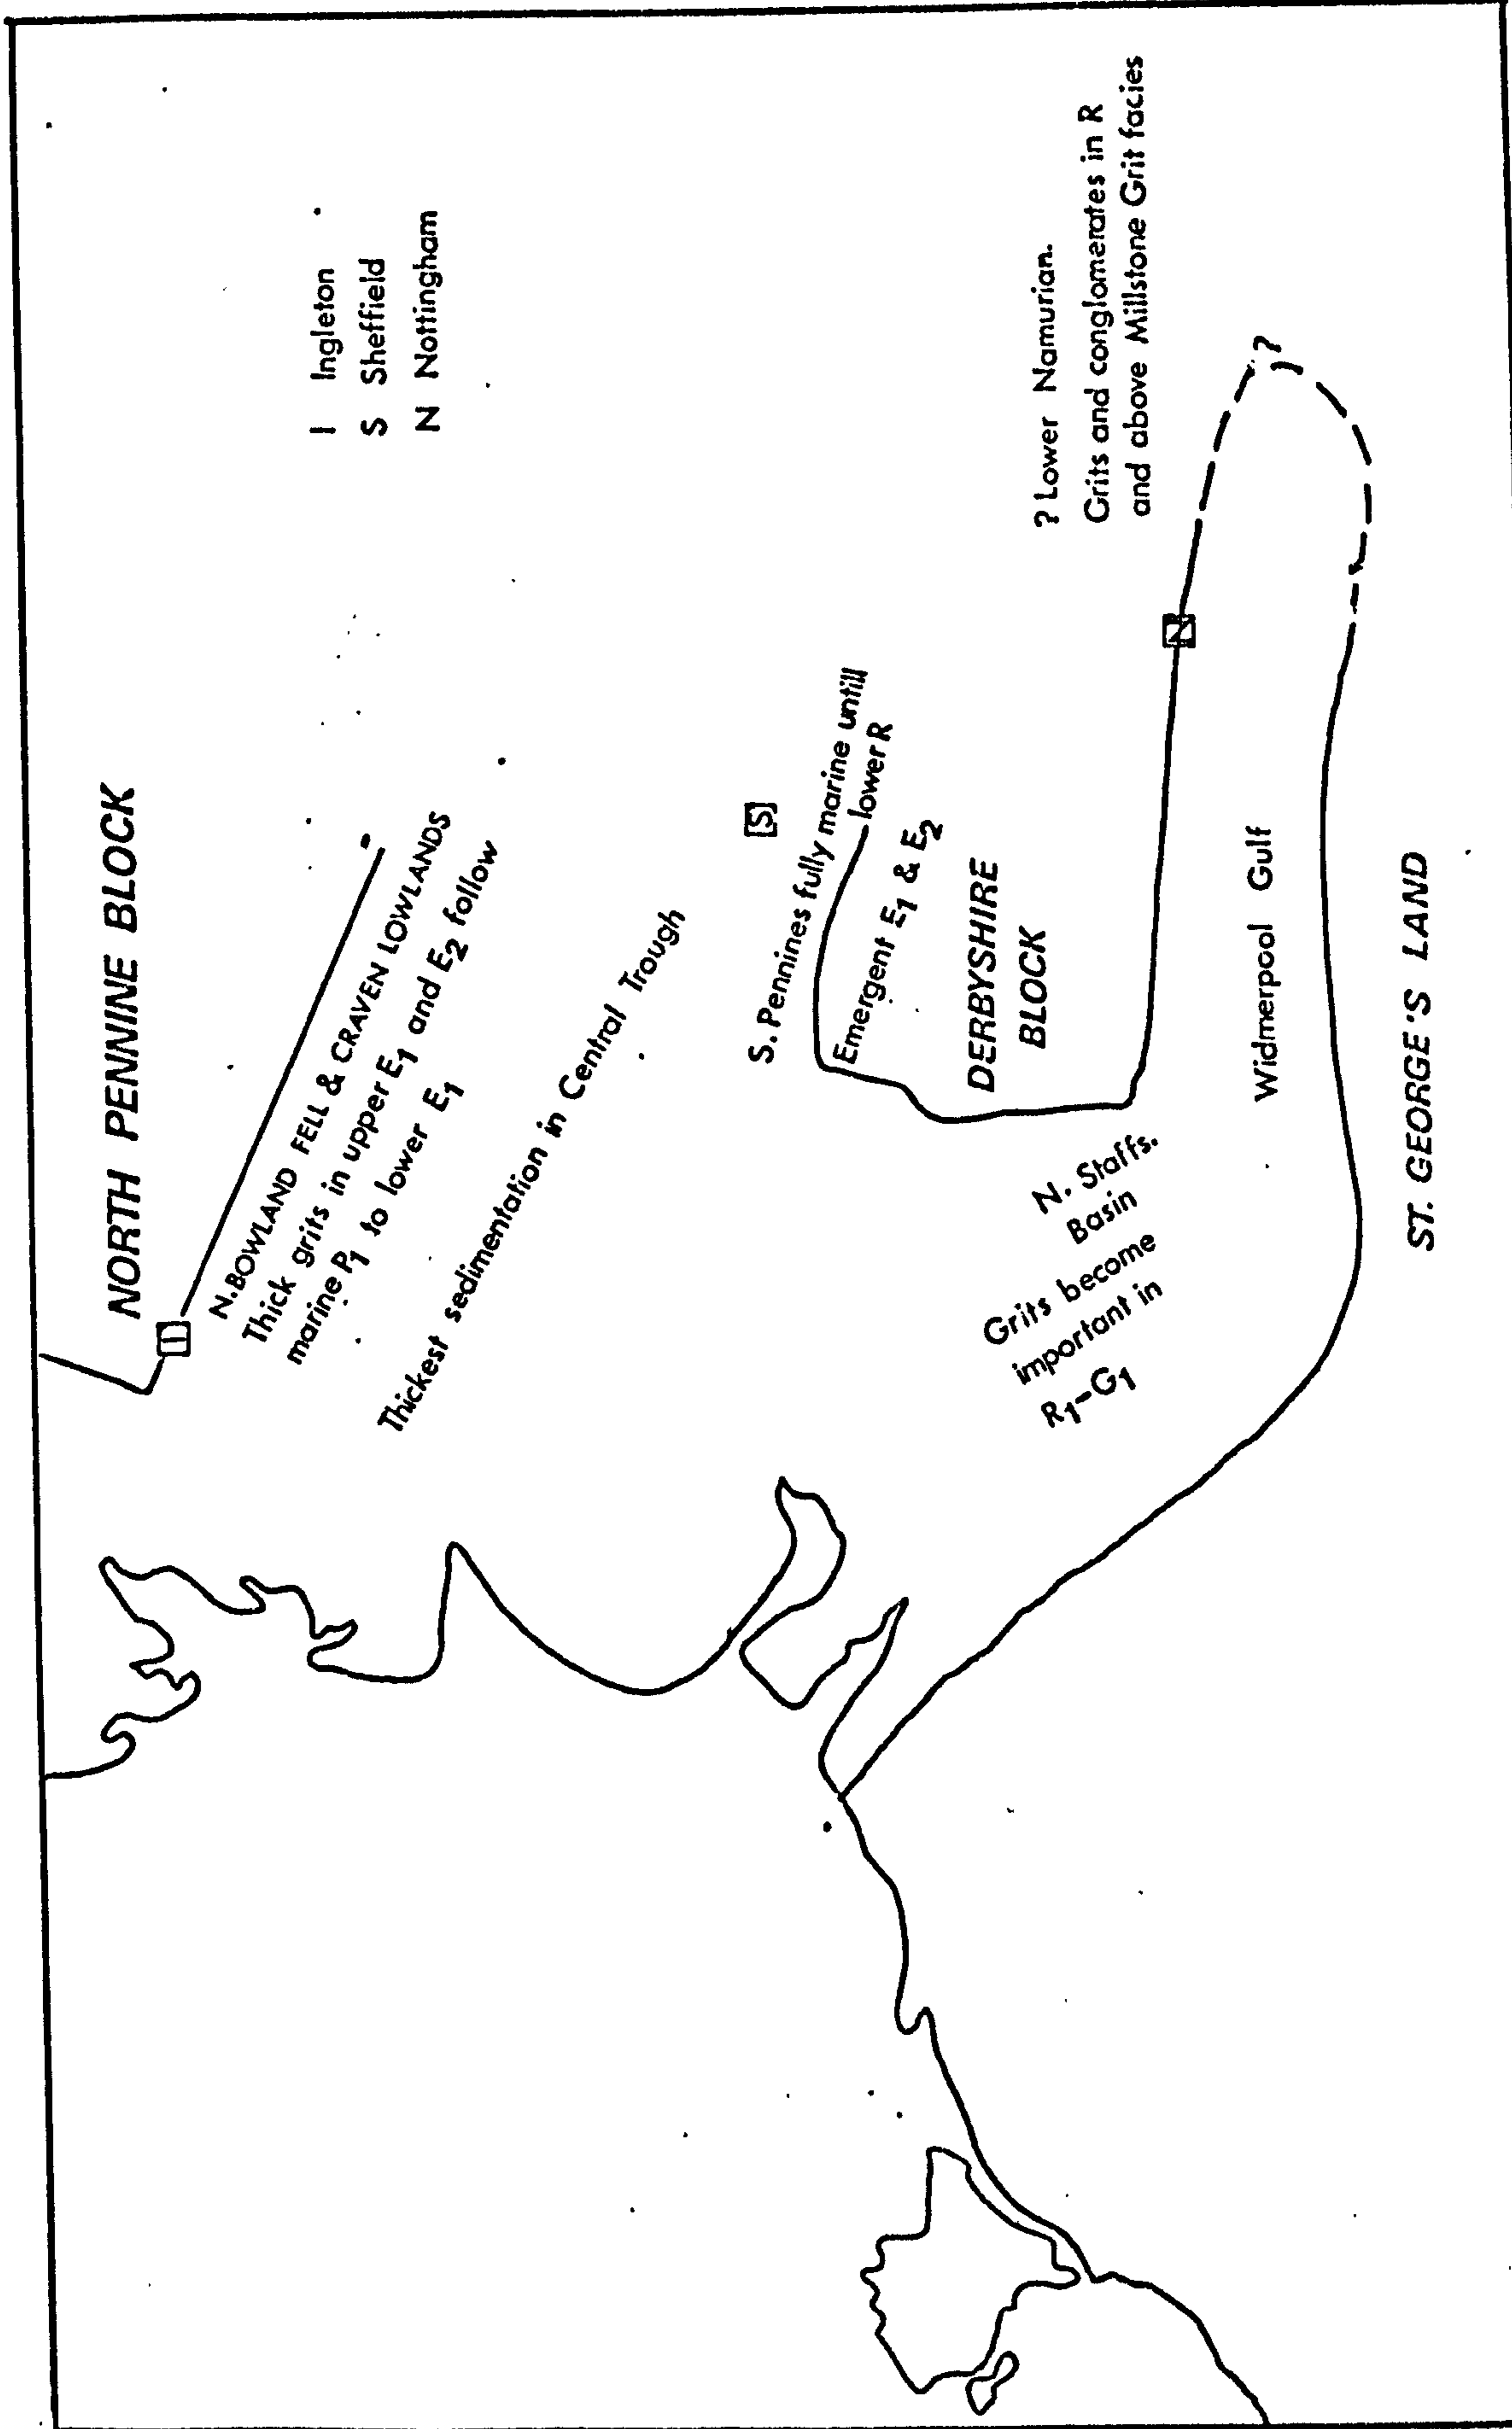 NORTH PENNINE BLOCK
I Ingleton
S Sheffield
N Nottingham
I
N.BOWLAND FELL & CRAVEN LOWLANDS
Thick grits in upper E₁ and E₂ follow
marine P₁ to lower E₁
Thickest sedimentation in Central Trough
S
S. Pennines fully marine untill
lower R
Emergent E₁ & E₂
DERBYSHIRE
BLOCK
? Lower Namurian.
Grits and conglomerates in R
and above Millstone Grit facies
N. Staffs.
Basin
Grits become
important in
R₁-G₁
N
?
Widmerpool Gulf
ST. GEORGE'S LAND